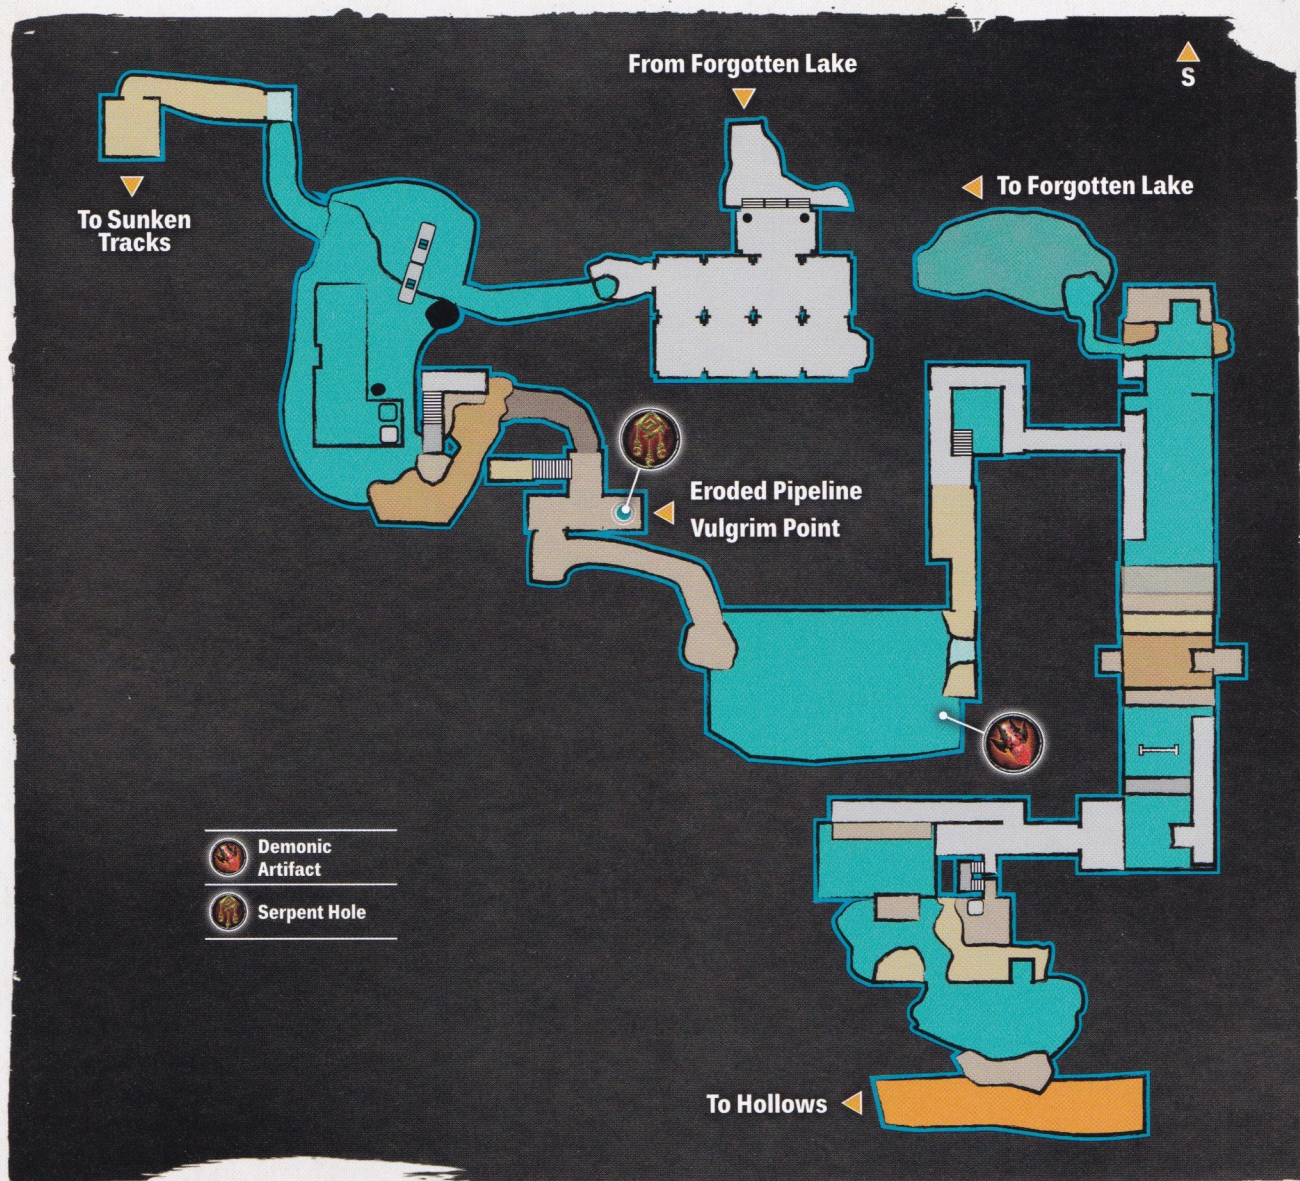 From Forgotten Lake
S
To Forgotten Lake
To Sunken
Tracks
Eroded Pipeline
Vulgrim Point
Demonic
Artifact
Serpent Hole
To Hollows